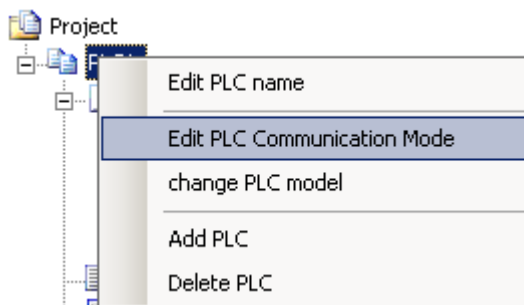 Project
Edit PLC name
Edit PLC Communication Mode
change PLC model
Add PLC
Delete PLC